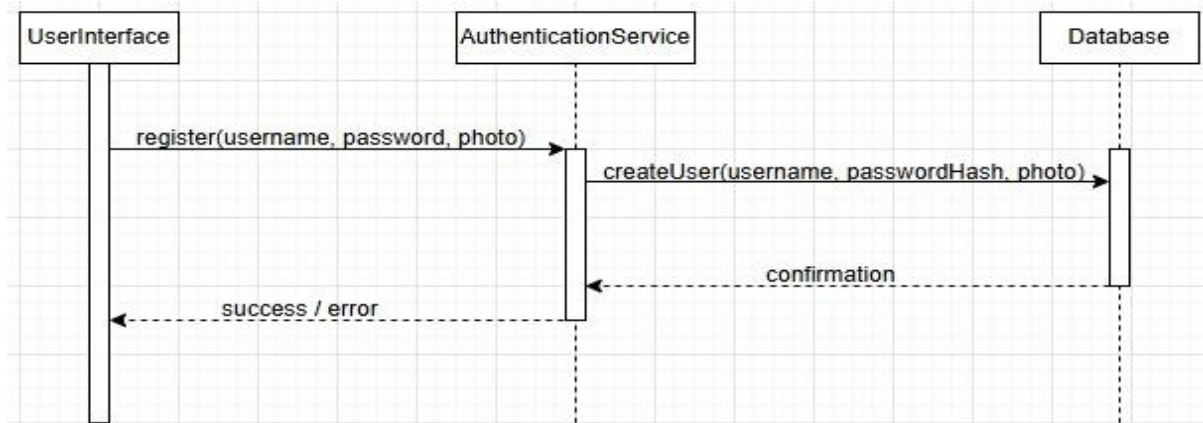 UserInterface
AuthenticationService
Database
register(username, password, photo)
createUser(username, passwordHash, photo)
confirmation
success / error